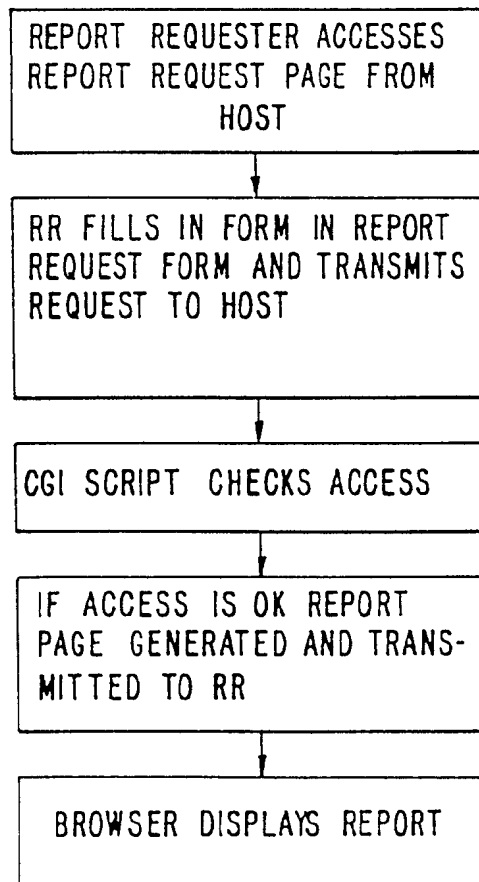 REPORT REQUESTER ACCESSES
REPORT REQUEST PAGE FROM
HOST
RR FILLS IN FORM IN REPORT
REQUEST FORM AND TRANSMITS
REQUEST TO HOST
CGI SCRIPT CHECKS ACCESS
IF ACCESS IS OK REPORT
PAGE GENERATED AND TRANS-
MITTED TO RR
BROWSER DISPLAYS REPORT